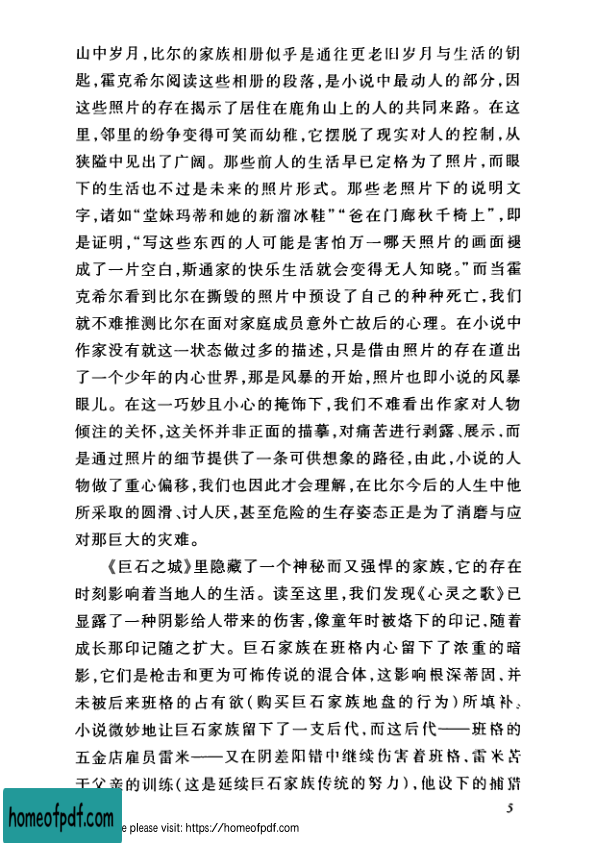 山中岁月，比尔的家族相册似乎是通往更老旧岁月与生活的钥
匙，霍克希尔阅读这些相册的段落，是小说中最动人的部分，因
这些照片的存在揭示了居住在鹿角山上的人的共同来路。在这
里，邻里的纷争变得可笑而幼稚，它摆脱了现实对人的控制，从
狭隘中见出了广阔。那些前人的生活早已定格为了照片，而眼
下的生活也不过是未来的照片形式。那些老照片下的说明文
字，诸如“堂妹玛蒂和她的新溜冰鞋”“爸在门廊秋千椅上”，即
是证明，“写这些东西的人可能是害怕万一哪天照片的画面褪
成了一片空白，斯通家的快乐生活就会变得无人知晓。”而当霍
克希尔看到比尔在撕毁的照片中预设了自己的种种死亡，我们
就不难推测比尔在面对家庭成员意外亡故后的心理。在小说中
作家没有就这一状态做过多的描述，只是借由照片的存在道出
了一个少年的内心世界，那是风暴的开始，照片也即小说的风暴
眼儿。在这一巧妙且小心的掩饰下，我们不难看出作家对人物
倾注的关怀，这关怀并非正面的描摹，对痛苦进行剥露、展示，而
是通过照片的细节提供了一条可供想象的路径，由此，小说的人
物做了重心偏移，我们也因此才会理解，在比尔今后的人生中他
所采取的圆滑、讨人厌，甚至危险的生存姿态正是为了消磨与应
对那巨大的灾难。
《巨石之城》里隐藏了一个神秘而又强悍的家族，它的存在
时刻影响着当地人的生活。读至这里，我们发现《心灵之歌》已
显露了一种阴影给人带来的伤害，像童年时被烙下的印记，随着
成长那印记随之扩大。巨石家族在班格内心留下了浓重的暗
影，它们是枪击和更为可怖传说的混合体，这影响根深蒂固，并
未被后来班格的占有欲（购买巨石家族地盘的行为）所填补。
小说微妙地让巨石家族留下了一支后代，而这后代——班格的
五金店雇员雷米——又在阴差阳错中继续伤害着班格，雷米苦
于父亲的训练（这是延续巨石家族传统的努力），他设下的捕猎
5
homeofpdf.com
e please visit: https://homeofpdf.com